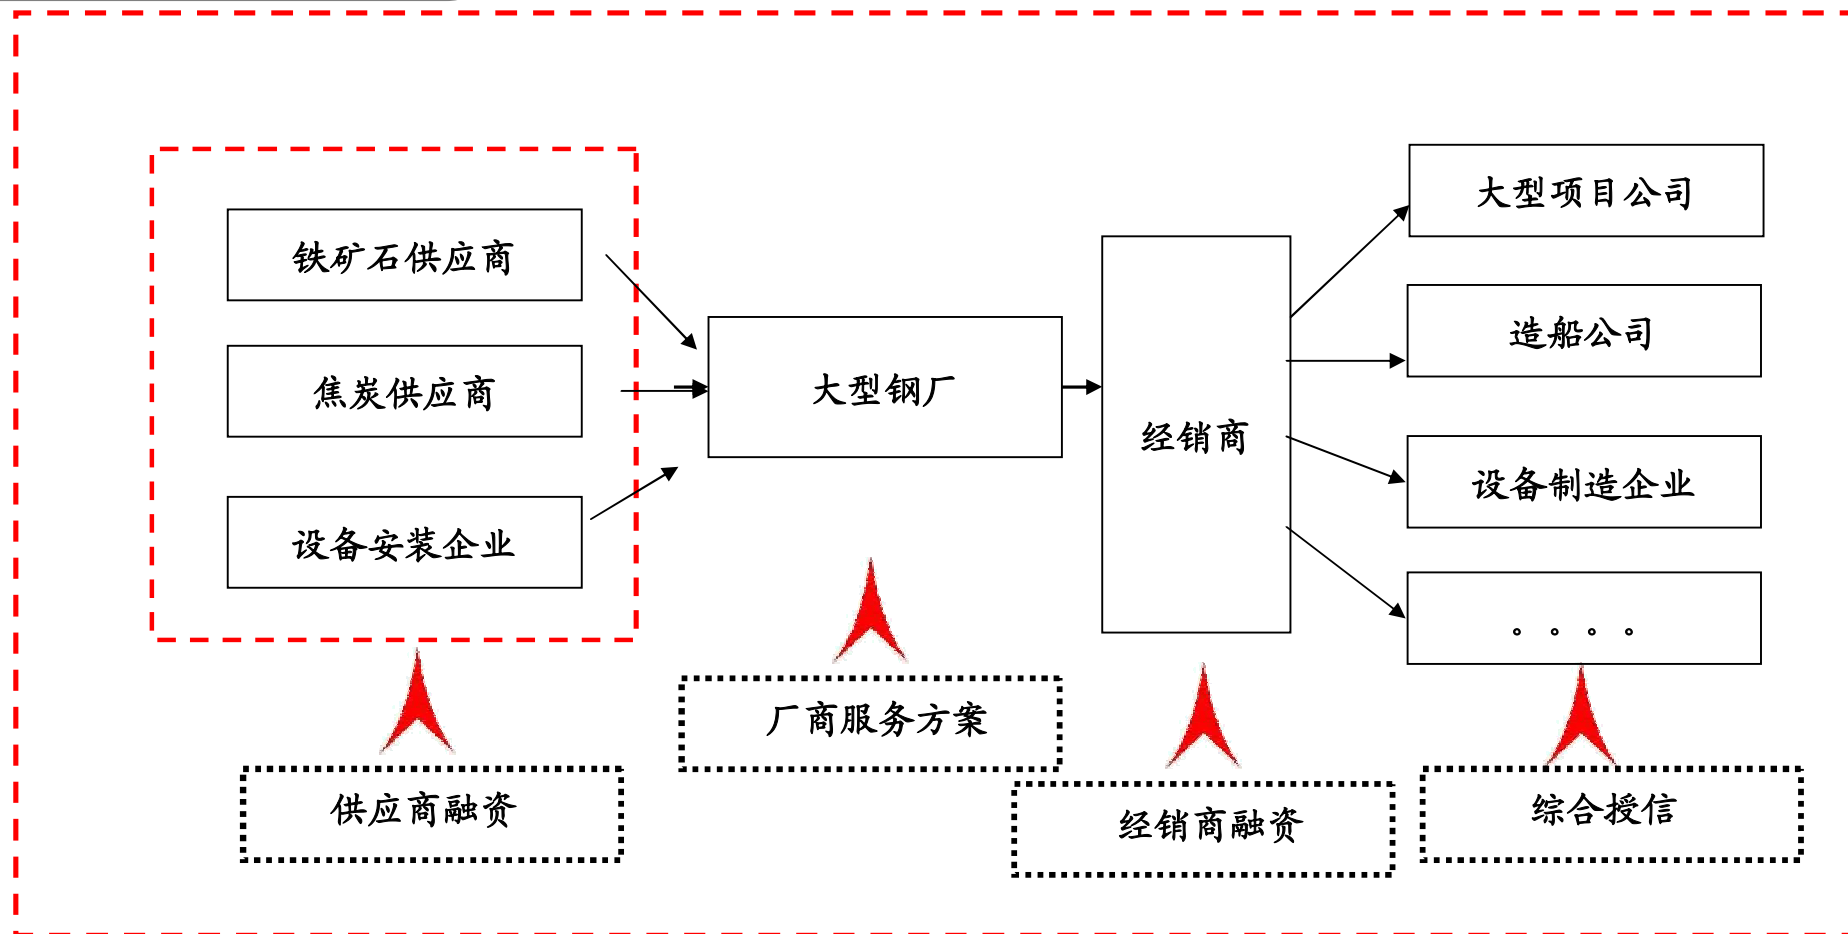 大型项目公司
铁矿石供应商
造船公司
焦炭供应商
大型钢厂
经销商
设备制造企业
设备安装企业
。。。。
厂商服务方案
供应商融资
经销商融资
综合授信